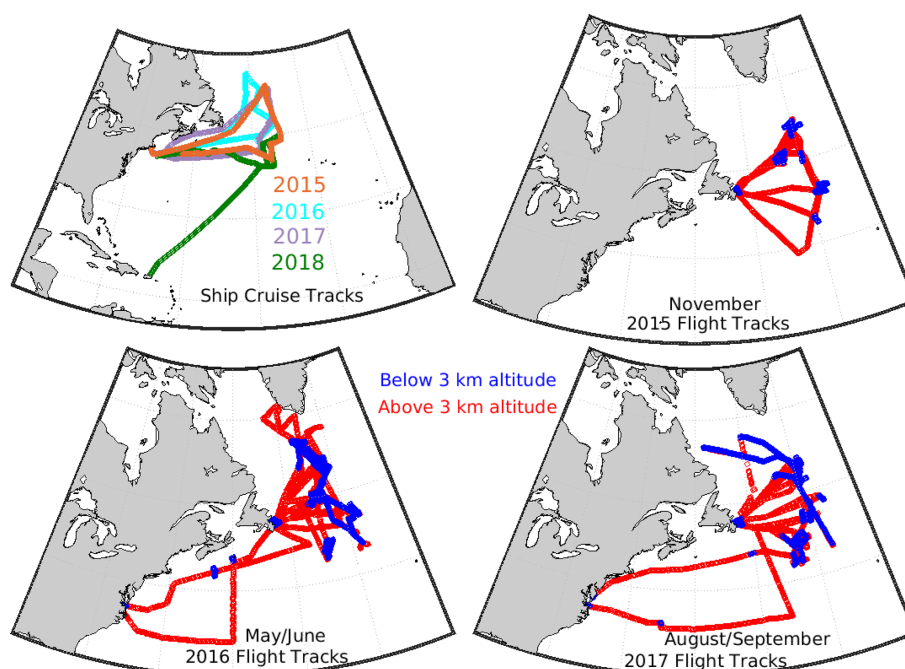 2015
2016
2017
2018
Ship Cruise Tracks
November
2015 Flight Tracks
Below 3 km altitude
Above 3 km altitude
May/June
2016 Flight Tracks
August/September
2017 Flight Tracks